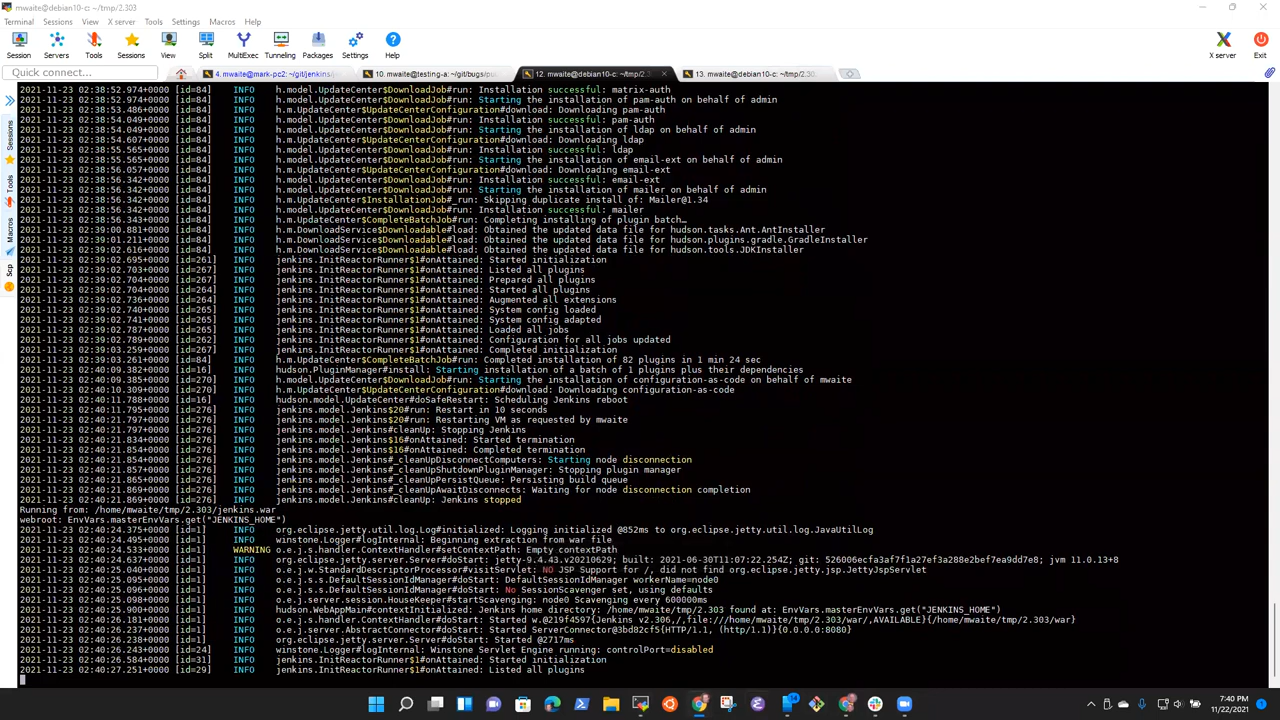 mwaite@debian10-c: ~/tmp/2.303
Terminal Sessions View X server Tools Settings Macros Help
Session Servers Tools Sessions View Split MultiExec Tunneling Packages Settings Help X server Exit
Quick connect...
4. mwaite@mark-pc2: ~/git/jenkins/
10. mwaite@testing-a: ~/git/bugs/
12. mwaite@debian10-c: ~/tmp/2.303
13. mwaite@debian10-c: ~/tmp/2.303
Sessions
Tools
Macros
Scp
2021-11-23 02:38:52.974+0000 [id=84] INFO h.model.UpdateCenter$DownloadJob#run: Installation successful: matrix-auth
2021-11-23 02:38:52.974+0000 [id=84] INFO h.model.UpdateCenter$DownloadJob#run: Starting the installation of pam-auth on behalf of admin
2021-11-23 02:38:53.486+0000 [id=84] INFO h.m.UpdateCenter$UpdateCenterConfiguration#download: Downloading pam-auth
2021-11-23 02:38:54.049+0000 [id=84] INFO h.model.UpdateCenter$DownloadJob#run: Installation successful: pam-auth
2021-11-23 02:38:54.049+0000 [id=84] INFO h.model.UpdateCenter$DownloadJob#run: Starting the installation of ldap on behalf of admin
2021-11-23 02:38:54.607+0000 [id=84] INFO h.m.UpdateCenter$UpdateCenterConfiguration#download: Downloading ldap
2021-11-23 02:38:55.565+0000 [id=84] INFO h.model.UpdateCenter$DownloadJob#run: Installation successful: ldap
2021-11-23 02:38:55.565+0000 [id=84] INFO h.model.UpdateCenter$DownloadJob#run: Starting the installation of email-ext on behalf of admin
2021-11-23 02:38:56.057+0000 [id=84] INFO h.m.UpdateCenter$UpdateCenterConfiguration#download: Downloading email-ext
2021-11-23 02:38:56.342+0000 [id=84] INFO h.model.UpdateCenter$DownloadJob#run: Installation successful: email-ext
2021-11-23 02:38:56.342+0000 [id=84] INFO h.model.UpdateCenter$DownloadJob#run: Starting the installation of mailer on behalf of admin
2021-11-23 02:38:56.342+0000 [id=84] INFO h.m.UpdateCenter$InstallationJob#_run: Skipping duplicate install of: Mailer@1.34
2021-11-23 02:38:56.342+0000 [id=84] INFO h.model.UpdateCenter$DownloadJob#run: Installation successful: mailer
2021-11-23 02:38:56.343+0000 [id=84] INFO h.m.UpdateCenter$CompleteBatchJob#run: Completing installing of plugin batch…
2021-11-23 02:39:00.881+0000 [id=84] INFO h.m.DownloadService$Downloadable#load: Obtained the updated data file for hudson.tasks.Ant.AntInstaller
2021-11-23 02:39:01.211+0000 [id=84] INFO h.m.DownloadService$Downloadable#load: Obtained the updated data file for hudson.plugins.gradle.GradleInstaller
2021-11-23 02:39:02.616+0000 [id=84] INFO h.m.DownloadService$Downloadable#load: Obtained the updated data file for hudson.tools.JDKInstaller
2021-11-23 02:39:02.695+0000 [id=261] INFO jenkins.InitReactorRunner$1#onAttained: Started initialization
2021-11-23 02:39:02.703+0000 [id=267] INFO jenkins.InitReactorRunner$1#onAttained: Listed all plugins
2021-11-23 02:39:02.704+0000 [id=267] INFO jenkins.InitReactorRunner$1#onAttained: Prepared all plugins
2021-11-23 02:39:02.704+0000 [id=267] INFO jenkins.InitReactorRunner$1#onAttained: Started all plugins
2021-11-23 02:39:02.736+0000 [id=264] INFO jenkins.InitReactorRunner$1#onAttained: Augmented all extensions
2021-11-23 02:39:02.740+0000 [id=265] INFO jenkins.InitReactorRunner$1#onAttained: System config loaded
2021-11-23 02:39:02.741+0000 [id=265] INFO jenkins.InitReactorRunner$1#onAttained: System config adapted
2021-11-23 02:39:02.787+0000 [id=265] INFO jenkins.InitReactorRunner$1#onAttained: Loaded all jobs
2021-11-23 02:39:02.789+0000 [id=262] INFO jenkins.InitReactorRunner$1#onAttained: Configuration for all jobs updated
2021-11-23 02:39:03.259+0000 [id=267] INFO jenkins.InitReactorRunner$1#onAttained: Completed initialization
2021-11-23 02:39:03.261+0000 [id=84] INFO h.m.UpdateCenter$CompleteBatchJob#run: Completed installation of 82 plugins in 1 min 24 sec
2021-11-23 02:40:09.382+0000 [id=16] INFO hudson.PluginManager#install: Starting installation of a batch of 1 plugins plus their dependencies
2021-11-23 02:40:09.385+0000 [id=270] INFO h.model.UpdateCenter$DownloadJob#run: Starting the installation of configuration-as-code on behalf of mwaite
2021-11-23 02:40:10.309+0000 [id=270] INFO h.m.UpdateCenter$UpdateCenterConfiguration#download: Downloading configuration-as-code
2021-11-23 02:40:11.788+0000 [id=16] INFO hudson.model.UpdateCenter#doSafeRestart: Scheduling Jenkins reboot
2021-11-23 02:40:11.795+0000 [id=276] INFO jenkins.model.Jenkins$20#run: Restart in 10 seconds
2021-11-23 02:40:21.797+0000 [id=276] INFO jenkins.model.Jenkins$20#run: Restarting VM as requested by mwaite
2021-11-23 02:40:21.797+0000 [id=276] INFO jenkins.model.Jenkins#cleanUp: Stopping Jenkins
2021-11-23 02:40:21.834+0000 [id=276] INFO jenkins.model.Jenkins$16#onAttained: Started termination
2021-11-23 02:40:21.854+0000 [id=276] INFO jenkins.model.Jenkins$16#onAttained: Completed termination
2021-11-23 02:40:21.854+0000 [id=276] INFO jenkins.model.Jenkins#_cleanUpDisconnectComputers: Starting node disconnection
2021-11-23 02:40:21.865+0000 [id=276] INFO jenkins.model.Jenkins#_cleanUpShutdownPluginManager: Stopping plugin manager
2021-11-23 02:40:21.865+0000 [id=276] INFO jenkins.model.Jenkins#_cleanUpPersistQueue: Persisting build queue
2021-11-23 02:40:21.869+0000 [id=276] INFO jenkins.model.Jenkins#_cleanUpAwaitDisconnects: Waiting for node disconnection completion
2021-11-23 02:40:21.869+0000 [id=276] INFO jenkins.model.Jenkins#cleanUp: Jenkins stopped
Running from: /home/mwaite/tmp/2.303/jenkins.war
webroot: EnvVars.masterEnvVars.get("JENKINS_HOME")
2021-11-23 02:40:24.375+0000 [id=1] INFO org.eclipse.jetty.util.log.Log#initialized: Logging initialized @852ms to org.eclipse.jetty.util.log.JavaUtilLog
2021-11-23 02:40:24.495+0000 [id=1] INFO winstone.Logger#logInternal: Beginning extraction from war file
2021-11-23 02:40:24.533+0000 [id=1] WARNING o.e.j.s.handler.ContextHandler#setContextPath: Empty contextPath
2021-11-23 02:40:24.637+0000 [id=1] INFO org.eclipse.jetty.server.Server#doStart: jetty-9.4.43.v20210629; built: 2021-06-30T11:07:22.254Z; git: 526006ecfa3af7f1a27ef3a288e2bef7ea9dd7e8; jvm 11.0.13+8
2021-11-23 02:40:25.040+0000 [id=1] INFO o.e.j.w.StandardDescriptorProcessor#visitServlet: NO JSP Support for /, did not find org.eclipse.jetty.jsp.JettyJspServlet
2021-11-23 02:40:25.096+0000 [id=1] INFO o.e.j.s.s.DefaultSessionIdManager#doStart: DefaultSessionIdManager workerName=node0
2021-11-23 02:40:25.096+0000 [id=1] INFO o.e.j.s.s.DefaultSessionIdManager#doStart: No SessionScavenger set, using defaults
2021-11-23 02:40:25.098+0000 [id=1] INFO o.e.j.server.session.HouseKeeper#startScavenging: node0 Scavenging every 600000ms
2021-11-23 02:40:25.900+0000 [id=1] INFO hudson.WebAppMain#contextInitialized: Jenkins home directory: /home/mwaite/tmp/2.303 found at: EnvVars.masterEnvVars.get("JENKINS_HOME")
2021-11-23 02:40:26.181+0000 [id=1] INFO o.e.j.s.handler.ContextHandler#doStart: Started w.@219f4597{Jenkins v2.306,/,file:///home/mwaite/tmp/2.303/war/,AVAILABLE}{/home/mwaite/tmp/2.303/war}
2021-11-23 02:40:26.237+0000 [id=1] INFO o.e.j.server.AbstractConnector#doStart: Started ServerConnector@3bd82cf5{HTTP/1.1, (http/1.1)}{0.0.0.0:8080}
2021-11-23 02:40:26.238+0000 [id=1] INFO org.eclipse.jetty.server.Server#doStart: Started @2717ms
2021-11-23 02:40:26.243+0000 [id=24] INFO winstone.Logger#logInternal: Winstone Servlet Engine running: controlPort=disabled
2021-11-23 02:40:26.584+0000 [id=31] INFO jenkins.InitReactorRunner$1#onAttained: Started initialization
2021-11-23 02:40:27.251+0000 [id=29] INFO jenkins.InitReactorRunner$1#onAttained: Listed all plugins
7:40 PM
11/22/2021